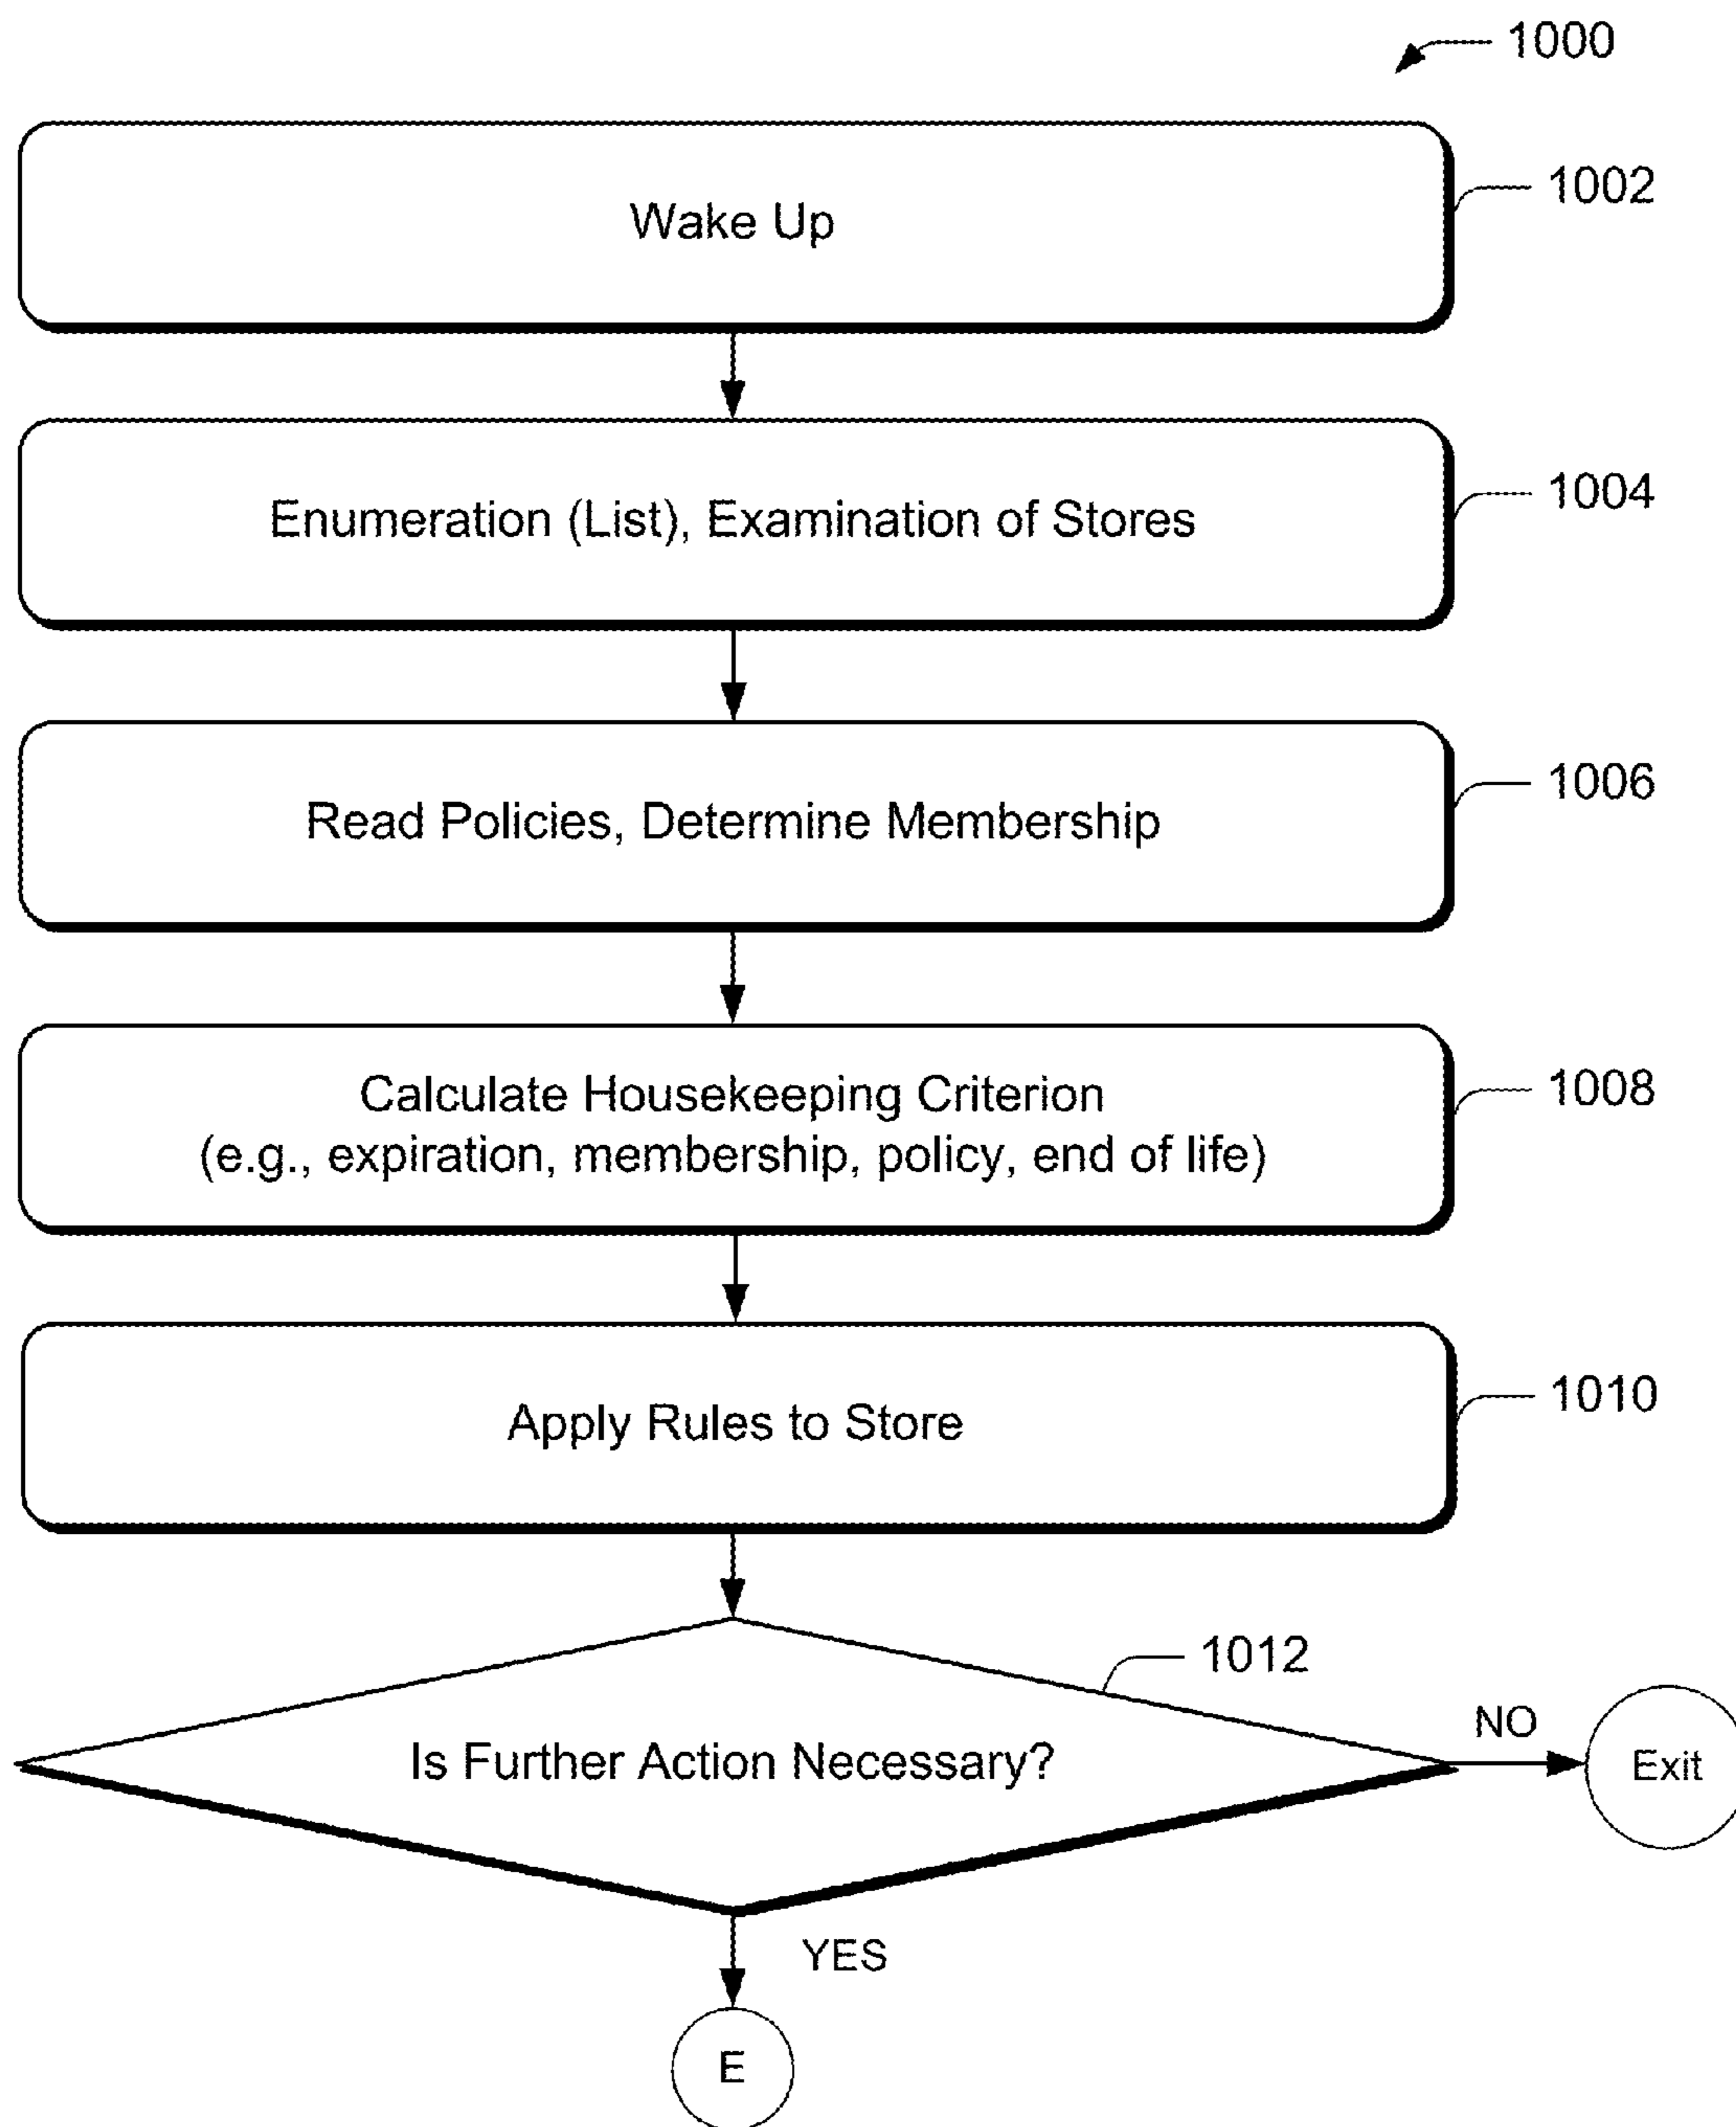 1000
Wake Up
1002
Enumeration (List), Examination of Stores
1004
Read Policies, Determine Membership
1006
Calculate Housekeeping Criterion
(e.g., expiration, membership, policy, end of life)
1008
Apply Rules to Store
1010
1012
Is Further Action Necessary?
NO
Exit
YES
E